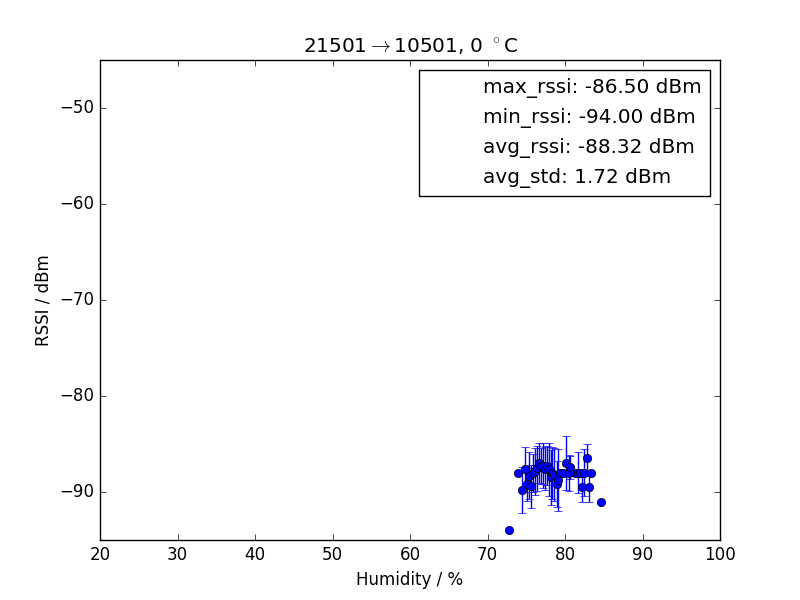 21501→10501, 0 °C
max_rssi: -86.50 dBm
min_rssi: -94.00 dBm
avg_rssi: -88.32 dBm
avg_std: 1.72 dBm
RSSI / dBm
−50
−60
−70
−80
−90
20 30 40 50 60 70 80 90 100
Humidity / %